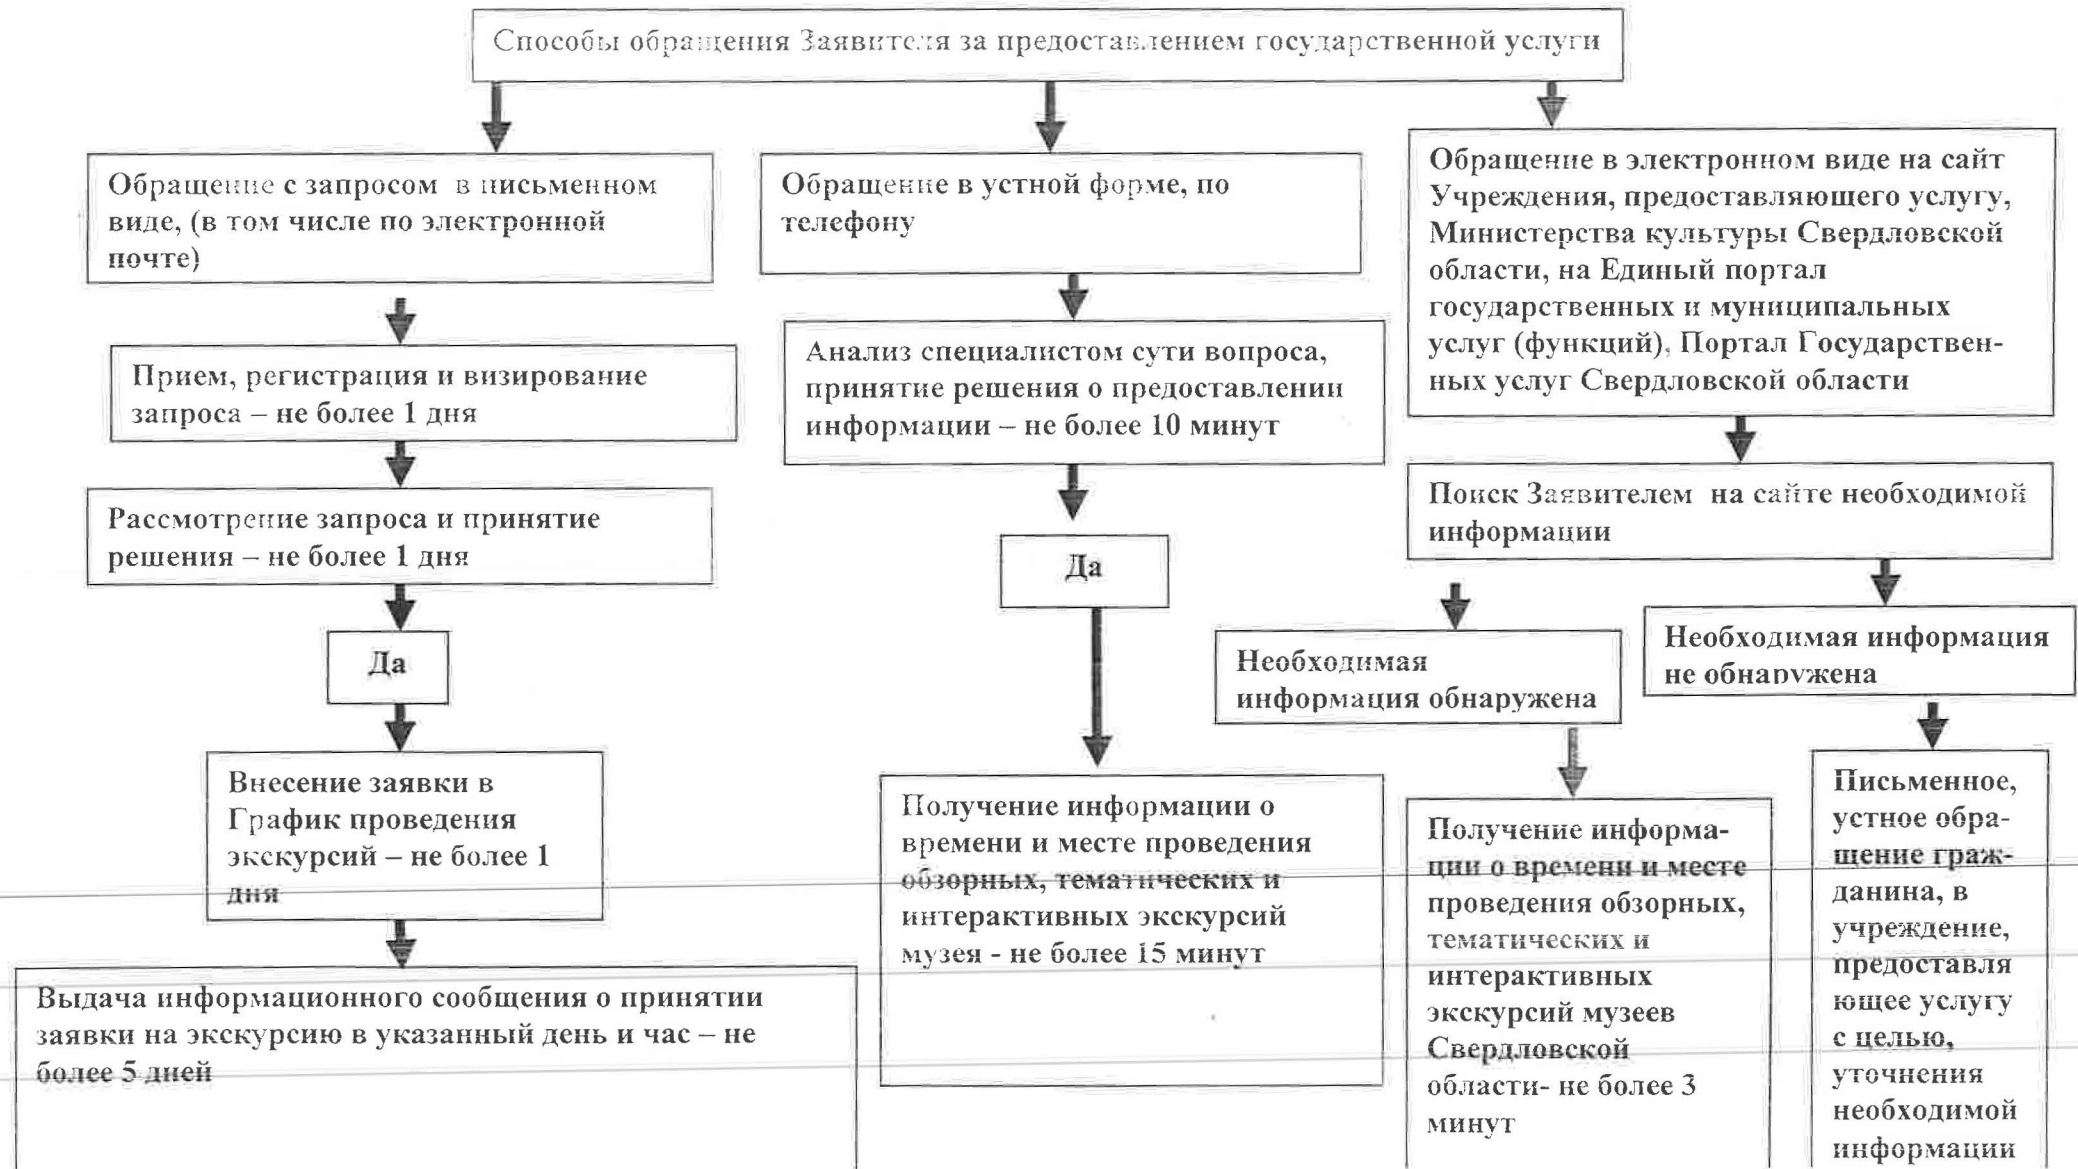 Способы обращения Заявителя за предоставлением государственной услуги
Обращение с запросом в письменном
виде, (в том числе по электронной
почте)
Прием, регистрация и визирование
запроса – не более 1 дня
Рассмотрение запроса и принятие
решения – не более 1 дня
Да
Внесение заявки в
График проведения
экскурсий – не более 1
дня
Выдача информационного сообщения о принятии
заявки на экскурсию в указанный день и час – не
более 5 дней
Обращение в устной форме, по
телефону
Анализ специалистом сути вопроса,
принятие решения о предоставлении
информации – не более 10 минут
Да
Получение информации о
времени и месте проведения
обзорных, тематических и
интерактивных экскурсий
музея - не более 15 минут
Обращение в электронном виде на сайт
Учреждения, предоставляющего услугу,
Министерства культуры Свердловской
области, на Единый портал
государственных и муниципальных
услуг (функций), Портал Государствен-
ных услуг Свердловской области
Поиск Заявителем на сайте необходимой
информации
Необходимая
информация обнаружена
Получение информа-
ции о времени и месте
проведения обзорных,
тематических и
интерактивных
экскурсий музеев
Свердловской
области- не более 3
минут
Необходимая информация
не обнаружена
Письменное,
устное обра-
щение граж-
данина, в
учреждение,
предоставля
ющее услугу
с целью,
уточнения
необходимой
информации